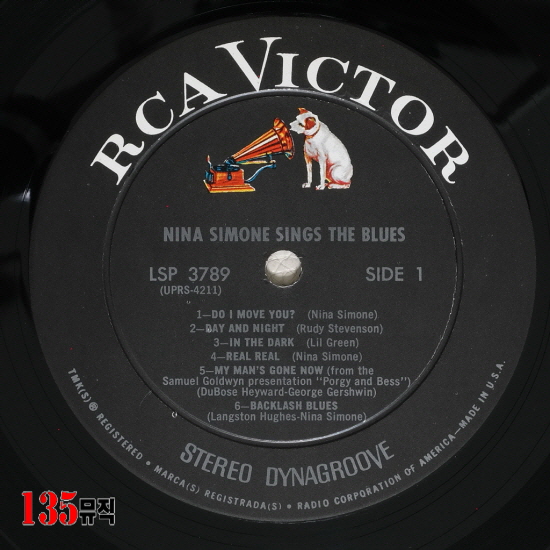 RCA VICTOR
NINA SIMONE SINGS THE BLUES
LSP 3789 SIDE 1
(UPRS-4211)
1—DO I MOVE YOU? (Nina Simone)
2—DAY AND NIGHT (Rudy Stevenson)
3—IN THE DARK (Lil Green)
4—REAL REAL (Nina Simone)
5—MY MAN'S GONE NOW (from the
Samuel Goldwyn presentation "Porgy and Bess")
(DuBose Heyward-George Gershwin)
6—BACKLASH BLUES
(Langston Hughes-Nina Simone)
STEREO DYNAGROOVE
TMK(S) ® REGISTERED • MARCA(S) REGISTRADA(S) • RADIO CORPORATION OF AMERICA—MADE IN U.S.A.
135뮤직